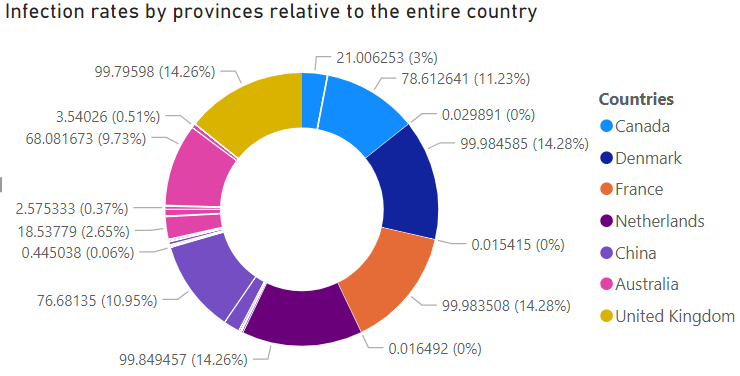 Infection rates by provinces relative to the entire country
21.006253 (3%)
78.612641 (11.23%)
0.029891 (0%)
99.984585 (14.28%)
0.015415 (0%)
99.983508 (14.28%)
0.016492 (0%)
99.849457 (14.26%)
76.68135 (10.95%)
0.445038 (0.06%)
18.53779 (2.65%)
2.575333 (0.37%)
68.081673 (9.73%)
3.54026 (0.51%)
99.79598 (14.26%)
Countries
Canada
Denmark
France
Netherlands
China
Australia
United Kingdom